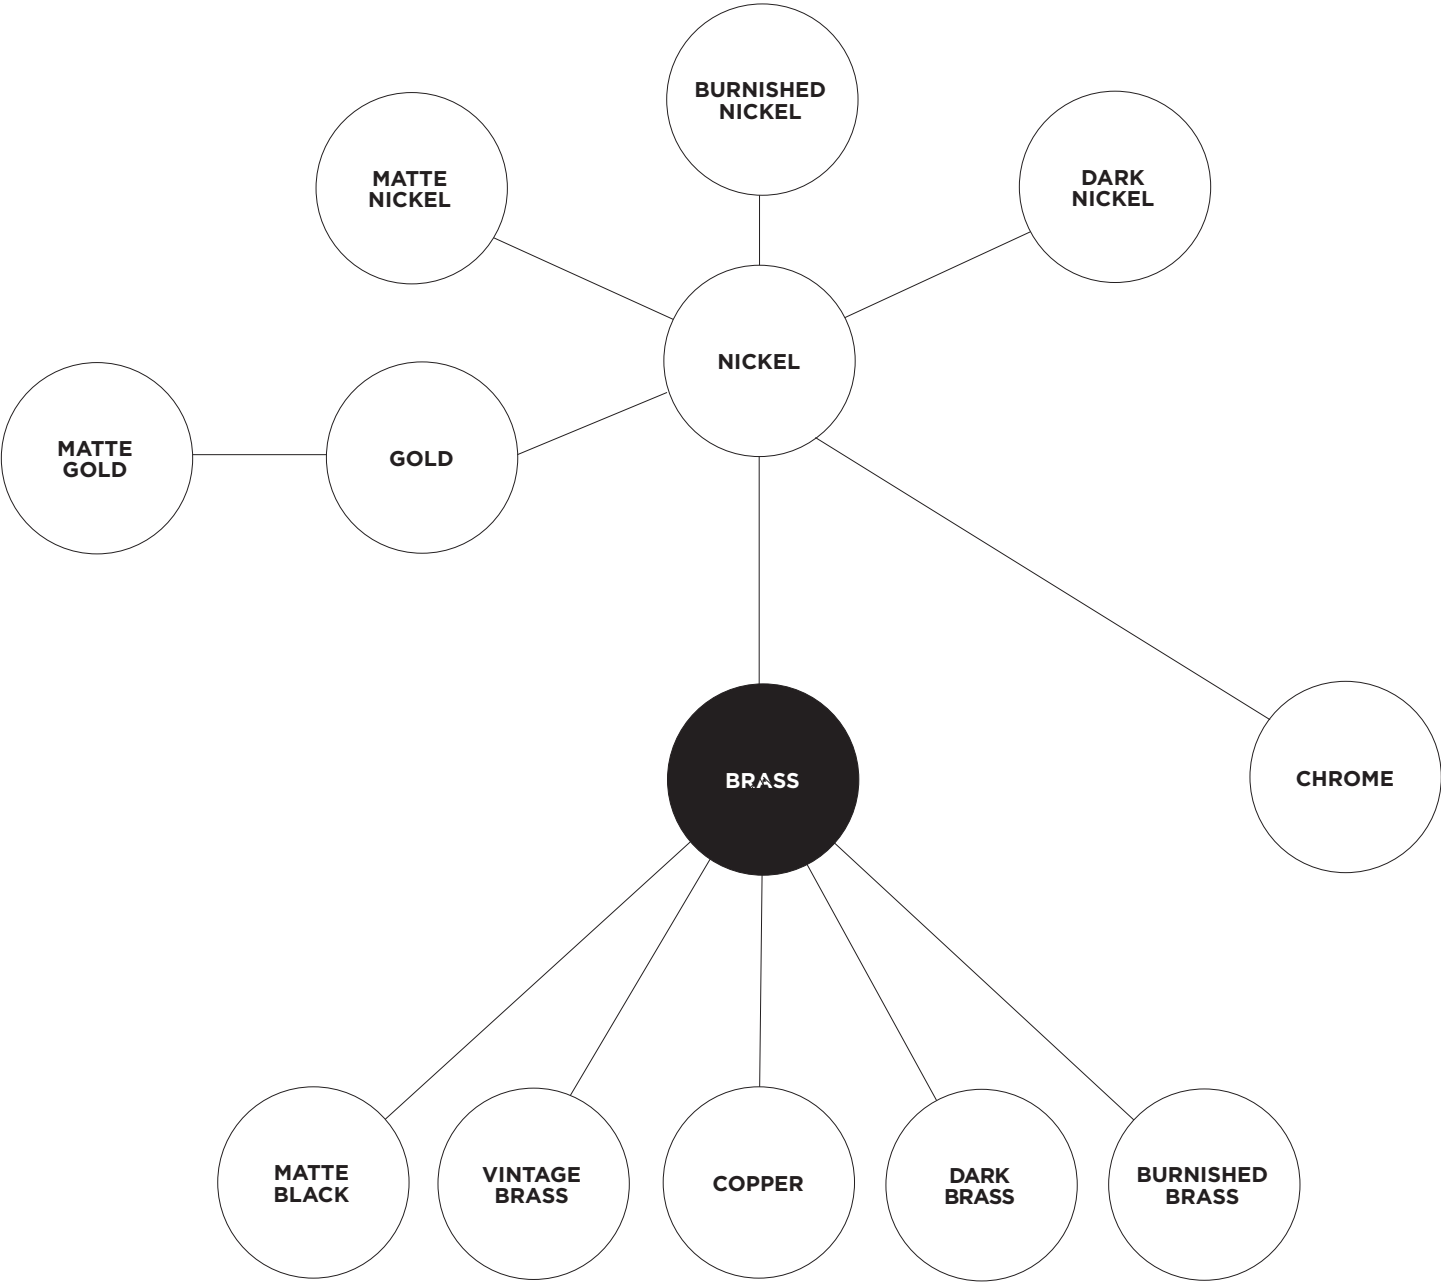 BURNISHED
NICKEL
MATTE
NICKEL
DARK
NICKEL
NICKEL
MATTE
GOLD
GOLD
BRASS
CHROME
MATTE
BLACK
VINTAGE
BRASS
COPPER
DARK
BRASS
BURNISHED
BRASS